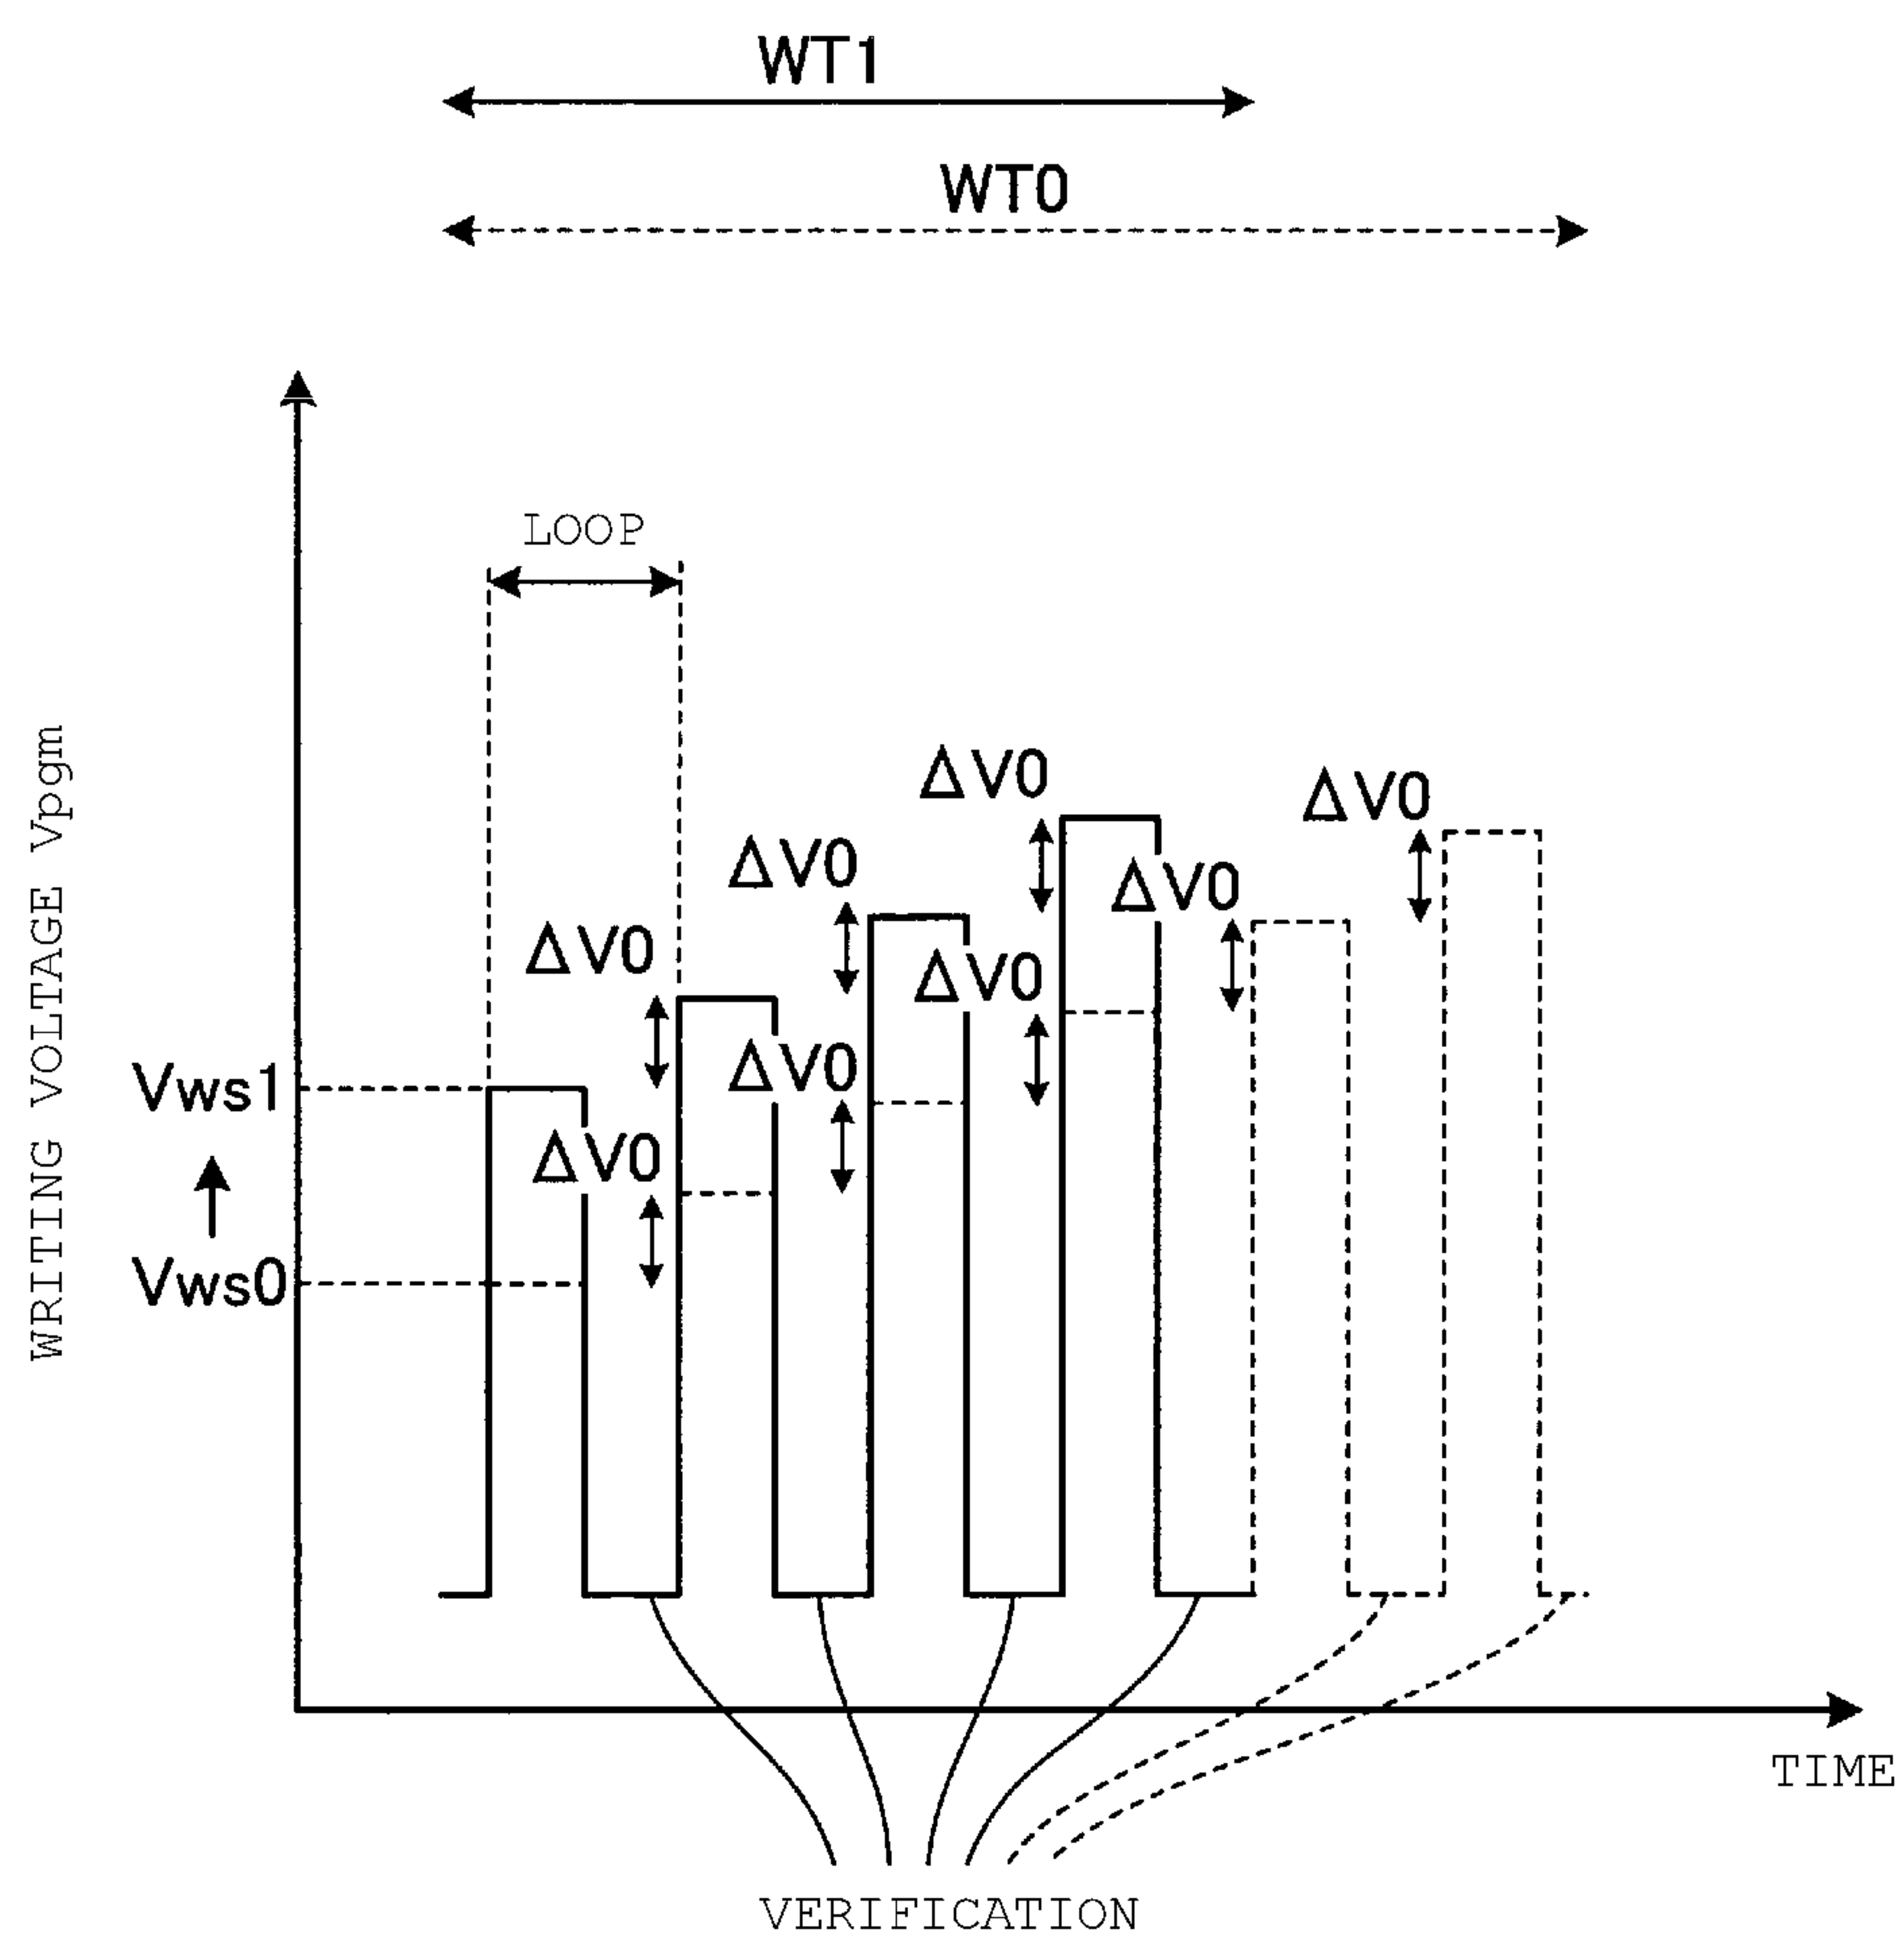 WT1
WT0
LOOP
ΔV0
ΔV0
ΔV0
ΔV0
ΔV0
ΔV0
ΔV0
ΔV0
WRITING VOLTAGE Vpgm
Vws1
Vws0
TIME
VERIFICATION